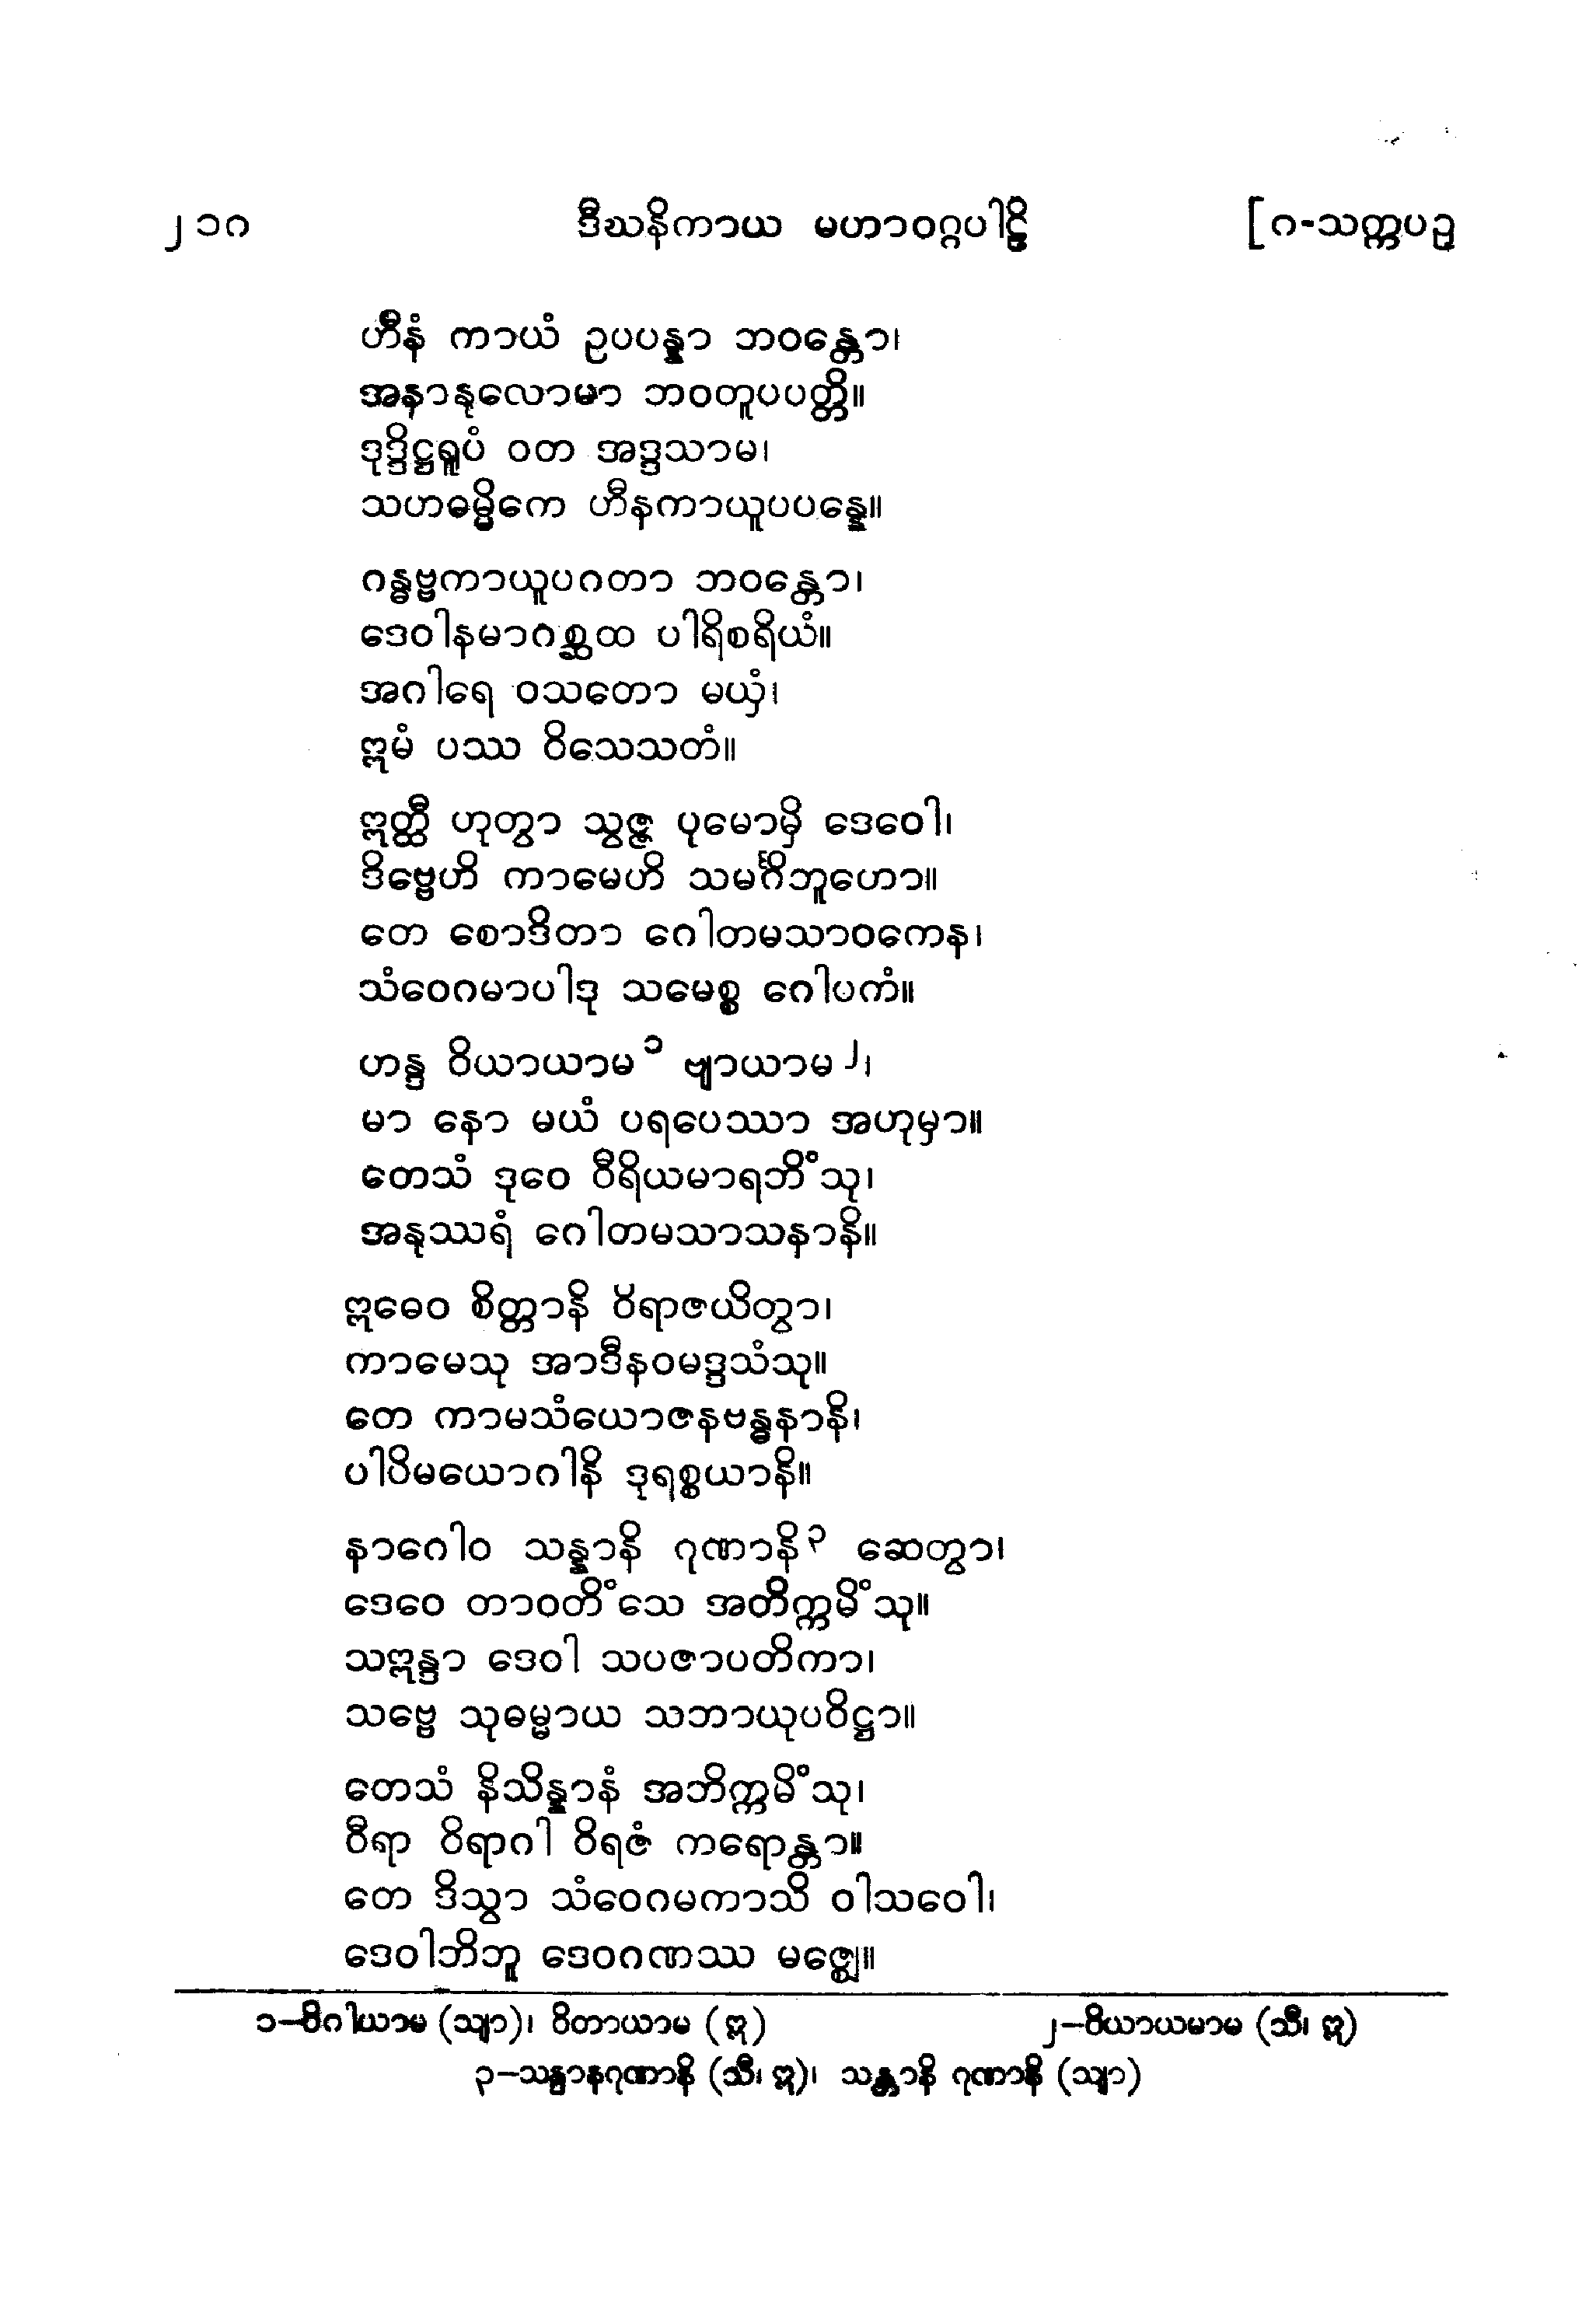 ၂၁ဂ ဒီဃနိကာယ မဟာဝဂ္ဂပါဠိ [ဂ-သက္ကပဉှ
ဟီနံ ကာယံ ဥပပန္နာ ဘဝန္တော၊
အနာနုလောမာ ဘဝတူပပတ္တိ။
ဒုဒ္ဒိဋ္ဌရူပံ ဝတ အဒ္ဒသာမ၊
သဟဓမ္မိကေ ဟီနကာယူပပန္နေ။
ဂန္ဓဗ္ဗကာယူပဂတာ ဘဝန္တော၊
ဒေဝါနမာဂစ္ဆထ ပါရိစရိယံ။
အဂါရေ ဝသတော မယှံ၊
ဣမံ ပဿ ဝိသေသတံ။
ဣတ္ထီ ဟုတွာ သွဇ္ဇ ပုမောမှိ ဒေဝေါ၊
ဒိဗ္ဗေဟိ ကာမေဟိ သမင်္ဂိဘူဟော။
တေ စောဒိတာ ဂေါတမသာဝကေန၊
သံဝေဂမာပါဒု သမေစ္စ ဂေါပကံ။
ဟန္ဒ ဝိယာယာမ ၁ ဗျာယာမ ၂၊
မာ နော မယံ ပရပေဿာ အဟုမှာ။
တေသံ ဒုဝေ ဝီရိယမာရဘိံသု၊
အနုဿရံ ဂေါတမသာသနာနိ။
ဣဓေဝ စိတ္တာနိ ဝိရာဇယိတွာ၊
ကာမေသု အာဒီနဝမဒ္ဒသံသု။
တေ ကာမသံယောဇနဗန္ဓနာနိ၊
ပါပိမယောဂါနိ ဒုရစ္စယာနိ။
နာဂေါဝ သန္နာနိ ဂုဏာနိ ၃ ဆေတွာ၊
ဒေဝေ တာဝတိံသေ အတိက္ကမိံသု။
သဣန္ဒာ ဒေဝါ သပဇာပတိကာ၊
သဗ္ဗေ သုဓမ္မာယ သဘာယုပဝိဋ္ဌာ။
တေသံ နိသိန္နာနံ အဘိက္ကမိံသု၊
ဝီရာ ဝိရာဂါ ဝိရဇံ ကရောန္တာ။
တေ ဒိသွာ သံဝေဂမကာသိ ဝါသဝေါ၊
ဒေဝါဘိဘူ ဒေဝဂဏဿ မဇ္ဈေ။
၁–ဝိဂါယာမ (သျာ)၊ ဝိတာယာမ (ဣ) ၂–ဝိယာယမာမ (သီ၊ ဣ)
၃–သန္ဒာနဂုဏာနိ (သီ၊ ဣ)၊ သန္တာနိ ဂုဏာနိ (သျာ)